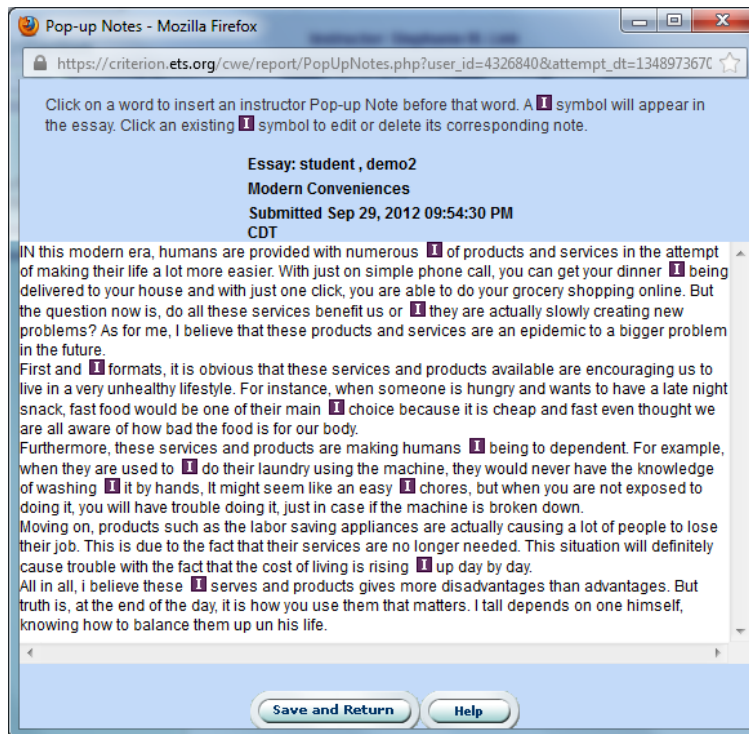 Pop-up Notes - Mozilla Firefox
https://criterion.ets.org/cwe/report/PopUpNotes.php?user_id=4326840&attempt_dt=134897367
Click on a word to insert an instructor Pop-up Note before that word. A I symbol will appear in
the essay. Click an existing I symbol to edit or delete its corresponding note.
Essay: student , demo2
Modern Conveniences
Submitted Sep 29, 2012 09:54:30 PM
CDT
IN this modern era, humans are provided with numerous I of products and services in the attempt
of making their life a lot more easier. With just on simple phone call, you can get your dinner I being
delivered to your house and with just one click, you are able to do your grocery shopping online. But
the question now is, do all these services benefit us or I they are actually slowly creating new
problems? As for me, I believe that these products and services are an epidemic to a bigger problem
in the future.
First and I formats, it is obvious that these services and products available are encouraging us to
live in a very unhealthy lifestyle. For instance, when someone is hungry and wants to have a late night
snack, fast food would be one of their main I choice because it is cheap and fast even thought we
are all aware of how bad the food is for our body.
Furthermore, these services and products are making humans I being to dependent. For example,
when they are used to I do their laundry using the machine, they would never have the knowledge
of washing I it by hands, It might seem like an easy I chores, but when you are not exposed to
doing it, you will have trouble doing it, just in case if the machine is broken down.
Moving on, products such as the labor saving appliances are actually causing a lot of people to lose
their job. This is due to the fact that their services are no longer needed. This situation will definitely
cause trouble with the fact that the cost of living is rising I up day by day.
All in all, i believe these I serves and products gives more disadvantages than advantages. But
truth is, at the end of the day, it is how you use them that matters. I tall depends on one himself,
knowing how to balance them up un his life.
Save and Return
Help